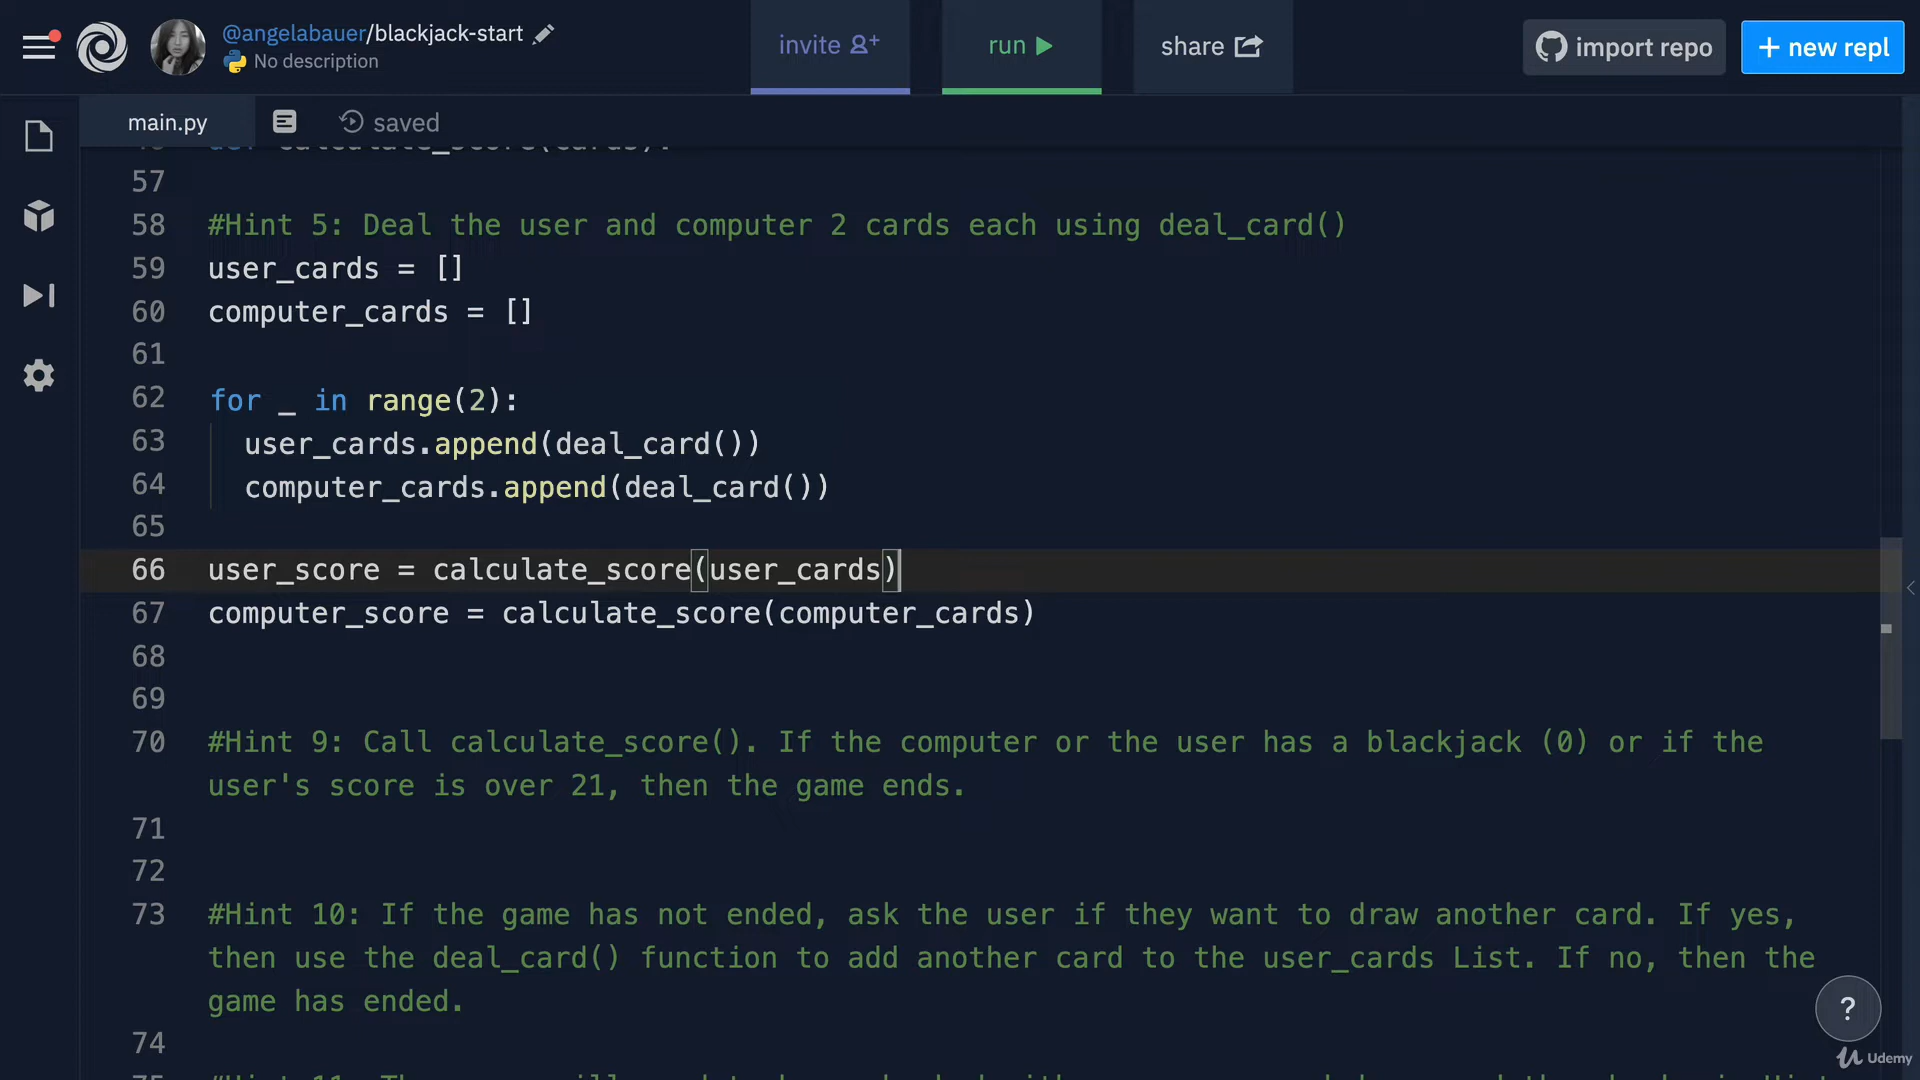 @angelabauer/blackjack-start
No description
invite
run
share
import repo
+ new repl
main.py
saved
57
58 #Hint 5: Deal the user and computer 2 cards each using deal_card()
59 user_cards = []
60 computer_cards = []
61
62 for _ in range(2):
63 user_cards.append(deal_card())
64 computer_cards.append(deal_card())
65
66 user_score = calculate_score(user_cards)
67 computer_score = calculate_score(computer_cards)
68
69
70 #Hint 9: Call calculate_score(). If the computer or the user has a blackjack (0) or if the
user's score is over 21, then the game ends.
71
72
73 #Hint 10: If the game has not ended, ask the user if they want to draw another card. If yes,
then use the deal_card() function to add another card to the user_cards List. If no, then the
game has ended.
74
?
Udemy